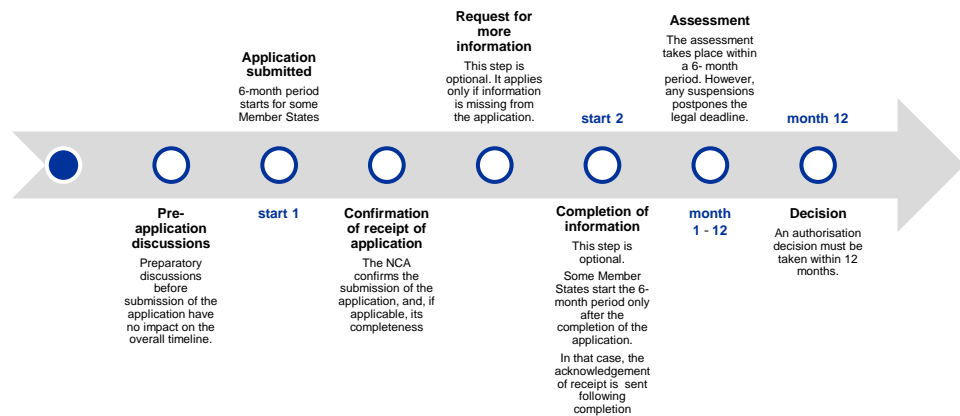 Pre-
application
discussions
Preparatory
discussions
before
submission of the
application have
no impact on the
overall timeline.
Application
submitted
6-month period
starts for some
Member States
start 1
Confirmation
of receipt of
application
The NCA
confirms the
submission of the
application, and, if
applicable, its
completeness
Request for
more
information
This step is
optional. It applies
only if information
is missing from
the application.
start 2
Completion of
information
This step is
optional.
Some Member
States start the 6-
month period only
after the
completion of the
application.
In that case, the
acknowledgement
of receipt is sent
following
completion
Assessment
The assessment
takes place within
a 6- month
period. However,
any suspensions
postpones the
legal deadline.
month
1 - 12
month 12
Decision
An authorisation
decision must be
taken within 12
months.